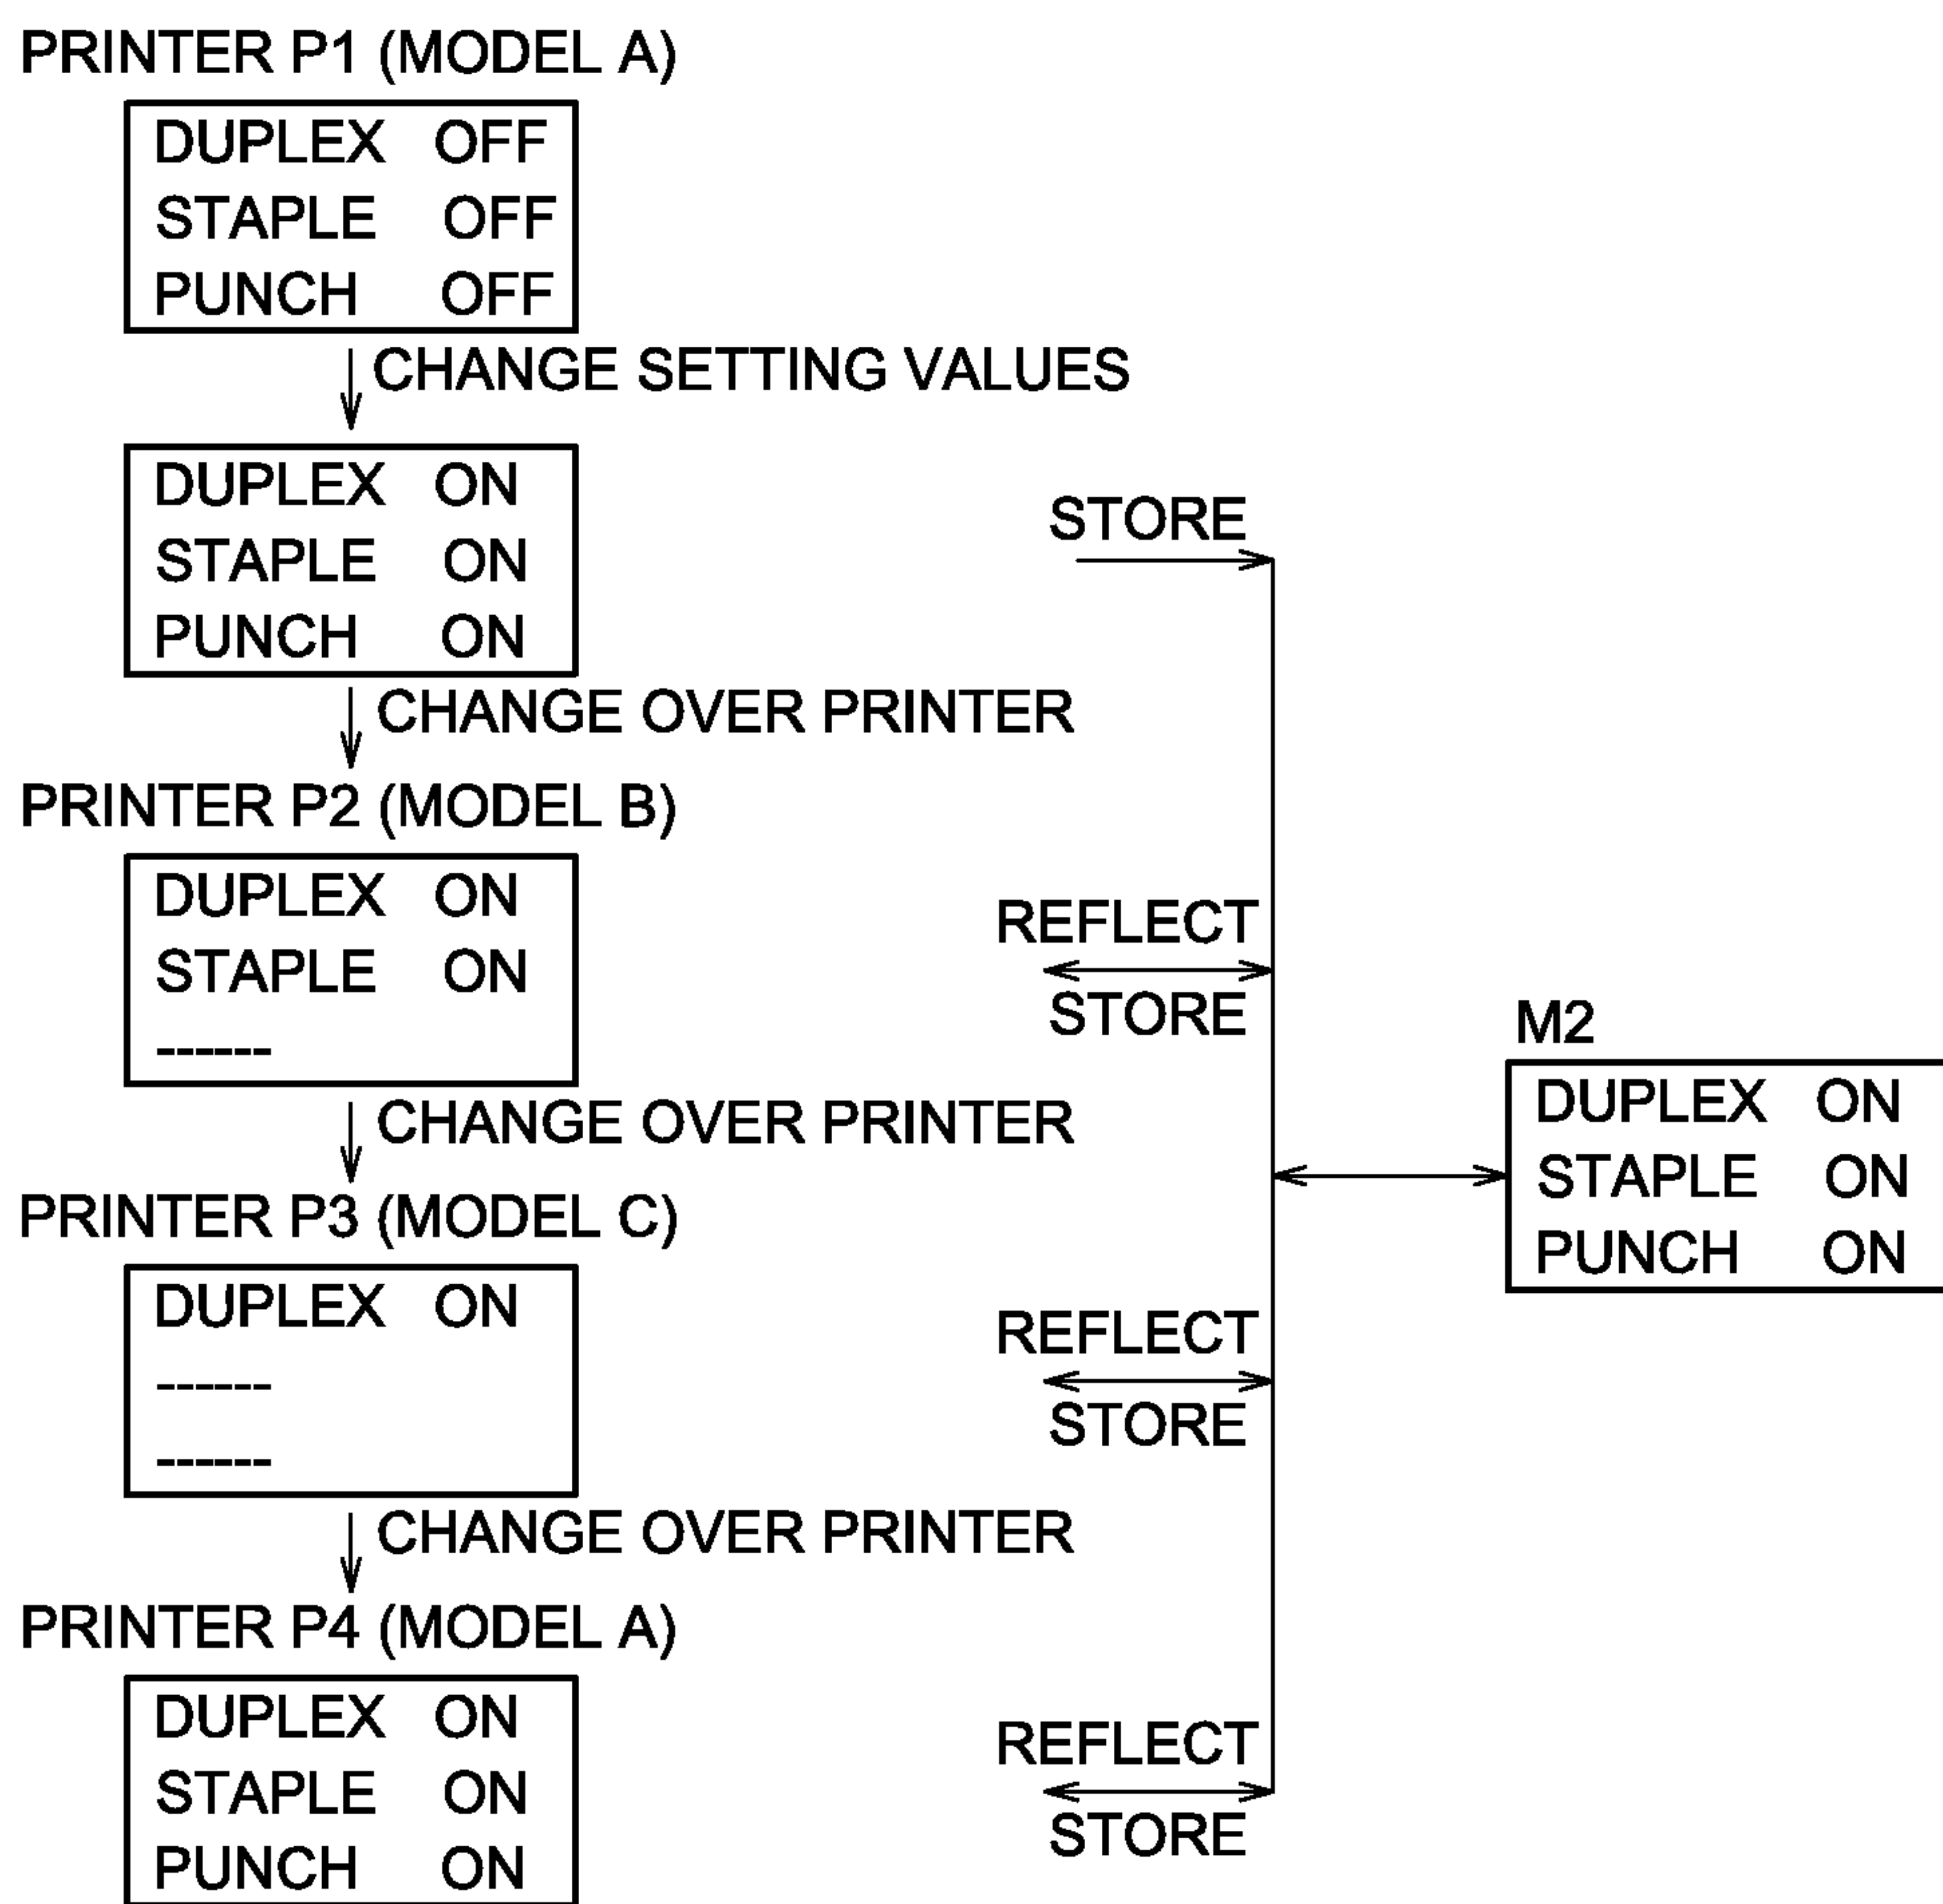 PRINTER P1 (MODEL A)
DUPLEX OFF
STAPLE OFF
PUNCH OFF
CHANGE SETTING VALUES
DUPLEX ON
STAPLE ON
PUNCH ON
STORE
CHANGE OVER PRINTER
PRINTER P2 (MODEL B)
DUPLEX ON
STAPLE ON
------
REFLECT
STORE
CHANGE OVER PRINTER
PRINTER P3 (MODEL C)
DUPLEX ON
------
------
REFLECT
STORE
CHANGE OVER PRINTER
PRINTER P4 (MODEL A)
DUPLEX ON
STAPLE ON
PUNCH ON
REFLECT
STORE
M2
DUPLEX ON
STAPLE ON
PUNCH ON